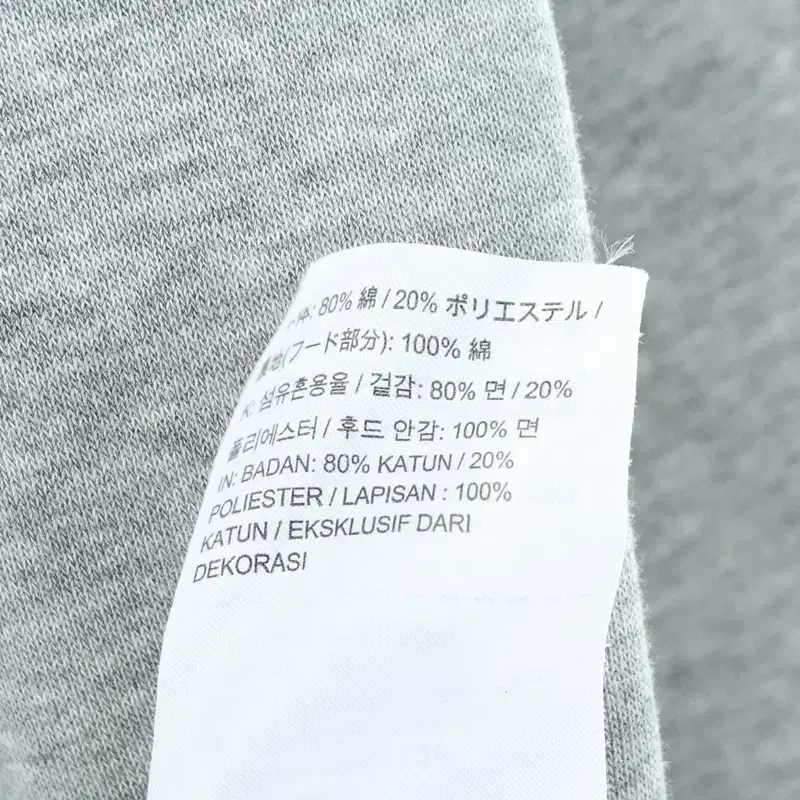 体: 80% 綿 / 20% ポリエステル /
(フード部分): 100% 綿
섬유혼용율 / 겉감: 80% 면 / 20%
폴리에스터 / 후드 안감: 100% 면
IN: BADAN: 80% KATUN / 20%
POLIESTER / LAPISAN : 100%
KATUN / EKSKLUSIF DARI
DEKORASI